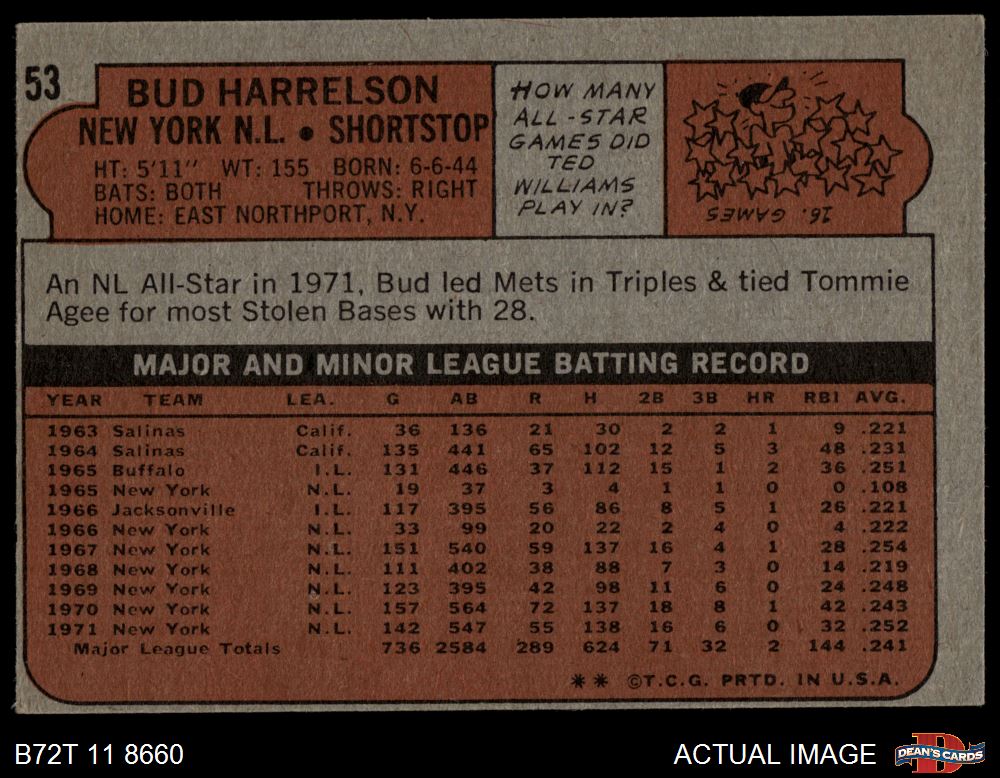 53
BUD HARRELSON
NEW YORK N.L. • SHORTSTOP
HT: 5'11" WT: 155 BORN: 6-6-44
BATS: BOTH THROWS: RIGHT
HOME: EAST NORTHPORT, N.Y.
HOW MANY
ALL-STAR
GAMES DID
TED
WILLIAMS
PLAY IN?
16. GAMES
An NL All-Star in 1971, Bud led Mets in Triples & tied Tommie
Agee for most Stolen Bases with 28.
MAJOR AND MINOR LEAGUE BATTING RECORD
YEAR TEAM LEA. G AB R H 2B 3B HR RBI AVG.
1963 Salinas Calif. 36 136 21 30 2 2 1 9 .221
1964 Salinas Calif. 135 441 65 102 12 5 3 48 .231
1965 Buffalo I.L. 131 446 37 112 15 1 2 36 .251
1965 New York N.L. 19 37 3 4 1 1 0 0 .108
1966 Jacksonville I.L. 117 395 56 86 8 5 1 26 .221
1966 New York N.L. 33 99 20 22 2 4 0 4 .222
1967 New York N.L. 151 540 59 137 16 4 1 28 .254
1968 New York N.L. 111 402 38 88 7 3 0 14 .219
1969 New York N.L. 123 395 42 98 11 6 0 24 .248
1970 New York N.L. 157 564 72 137 18 8 1 42 .243
1971 New York N.L. 142 547 55 138 16 6 0 32 .252
Major League Totals 736 2584 289 624 71 32 2 144 .241
** ©T.C.G. PRTD. IN U.S.A.
B72T 11 8660
ACTUAL IMAGE
DEAN'S CARDS